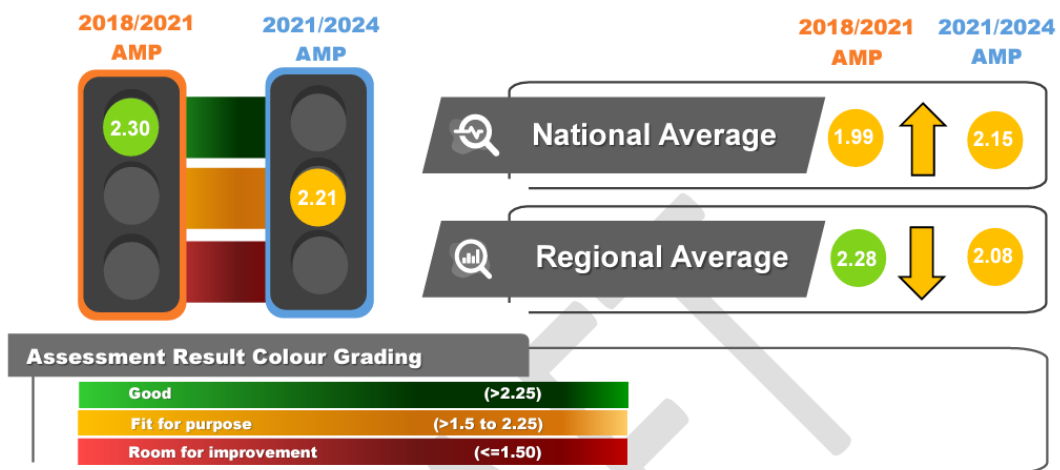 2018/2021
AMP
2021/2024
AMP
2.30
2.21
2018/2021
AMP
2021/2024
AMP
National Average
1.99
2.15
Regional Average
2.28
2.08
Assessment Result Colour Grading
Good (>2.25)
Fit for purpose (>1.5 to 2.25)
Room for improvement (<=1.50)